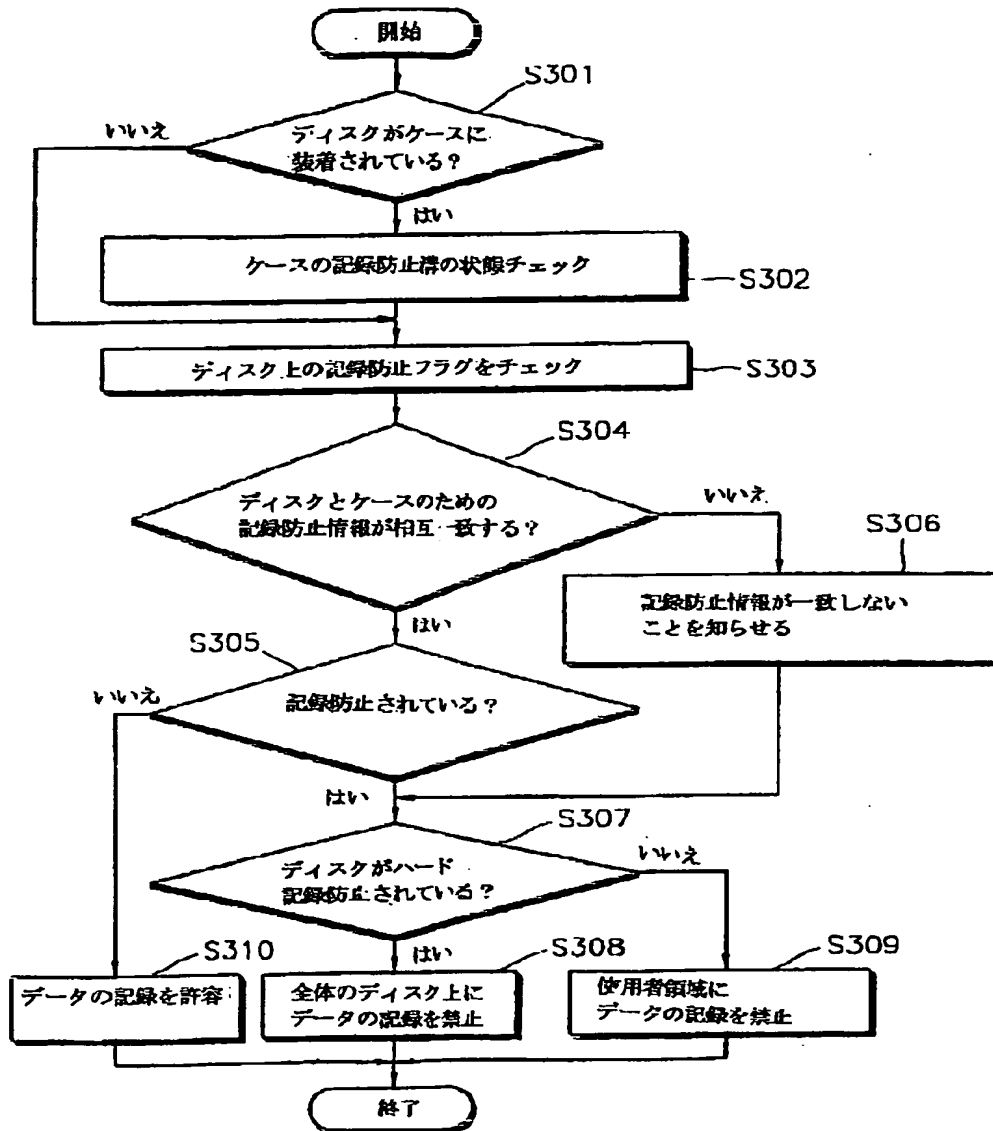 開始
S301
いいえ
ディスクがケースに
装着されている?
はい
ケースの記録防止溝の状態チェック
S302
ディスク上の記録防止フラグをチェック
S303
S304
ディスクとケースのための
記録防止情報が相互一致する?
いいえ
S306
記録防止情報が一致しない
ことを知らせる
はい
S305
いいえ
記録防止されている?
はい
S307
ディスクがハード
記録防止されている?
いいえ
はい
S310
S308
S309
データの記録を許容
全体のディスク上に
データの記録を禁止
使用者領域に
データの記録を禁止
終了